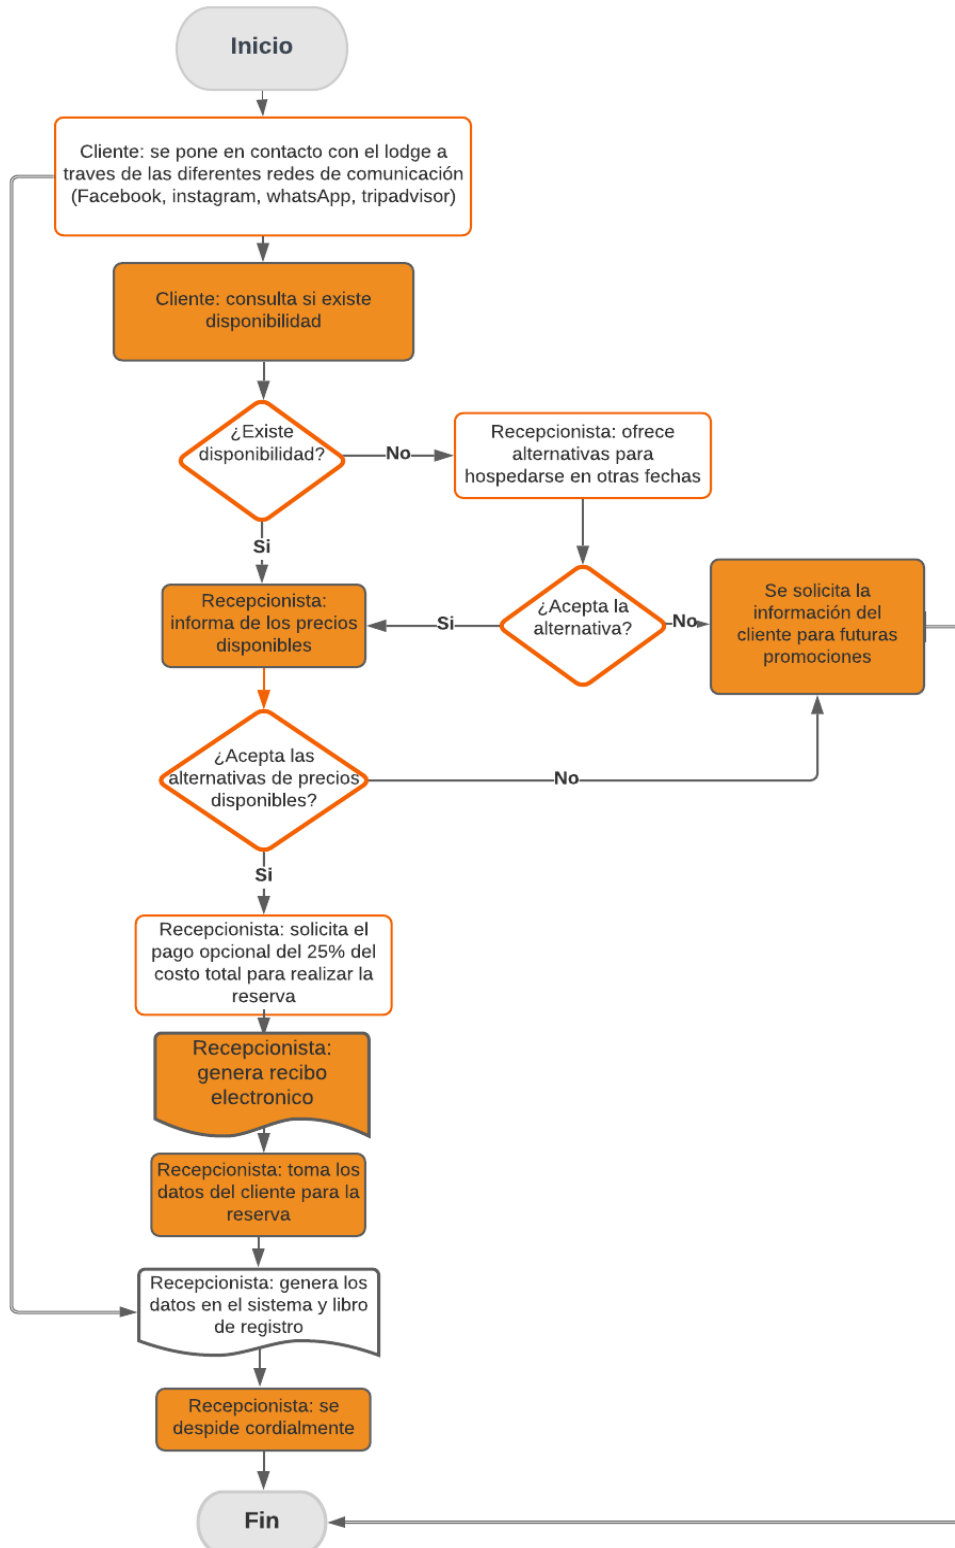 Inicio
Cliente: se pone en contacto con el lodge a
traves de las diferentes redes de comunicación
(Facebook, instagram, whatsApp, tripadvisor)
Cliente: consulta si existe
disponibilidad
¿Existe
disponibilidad?
No
Recepcionista: ofrece
alternativas para
hospedarse en otras fechas
Si
Recepcionista:
informa de los precios
disponibles
Si
¿Acepta la
alternativa?
No
Se solicita la
información del
cliente para futuras
promociones
¿Acepta las
alternativas de precios
disponibles?
No
Si
Recepcionista: solicita el
pago opcional del 25% del
costo total para realizar la
reserva
Recepcionista:
genera recibo
electronico
Recepcionista: toma los
datos del cliente para la
reserva
Recepcionista: genera los
datos en el sistema y libro
de registro
Recepcionista: se
despide cordialmente
Fin